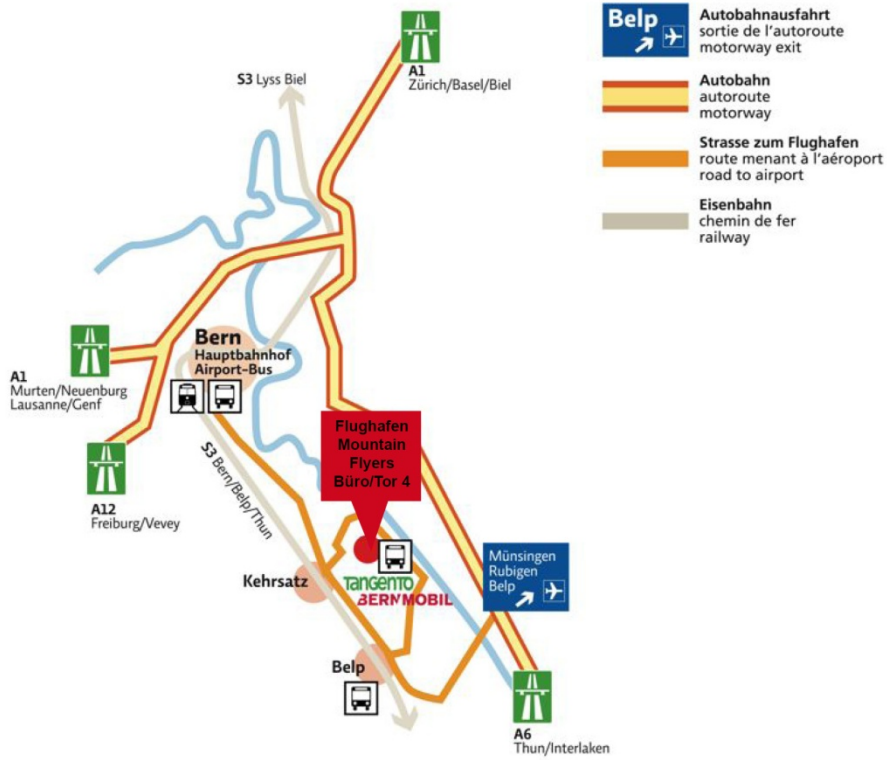 A1
Zürich/Basel/Biel
S3 Lyss Biel
Belp
Autobahnausfahrt
sortie de l'autoroute
motorway exit
Autobahn
autoroute
motorway
Strasse zum Flughafen
route menant à l'aéroport
road to airport
Eisenbahn
chemin de fer
railway
Bern
Hauptbahnhof
Airport-Bus
A1
Murten/Neuenburg
Lausanne/Genf
A12
Freiburg/Vevey
S3 Bern/Belp/Thun
Flughafen
Mountain
Flyers
Büro/Tor 4
Kehrsatz
TANGENTO
BERNMOBIL
Münsingen
Rubigen
Belp
Belp
A6
Thun/Interlaken